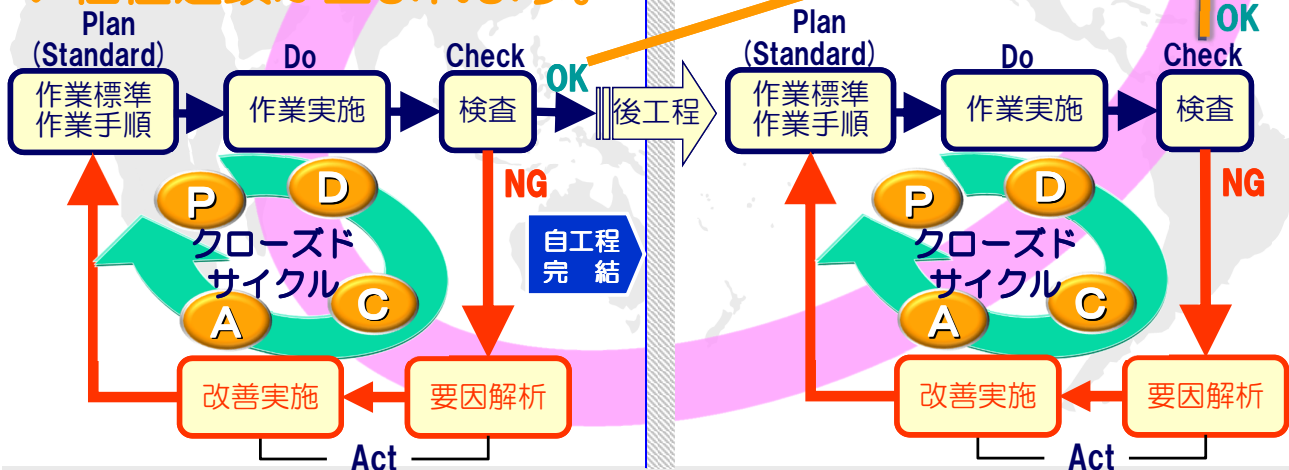 Plan
(Standard)
Do
Check
OK
作業標準
作業手順
作業実施
検査
後工程
NG
P
D
クローズド
サイクル
A
C
自工程
完 結
改善実施
要因解析
Act
Plan
(Standard)
Do
Check
OK
作業標準
作業手順
作業実施
検査
NG
P
D
クローズド
サイクル
A
C
改善実施
要因解析
Act